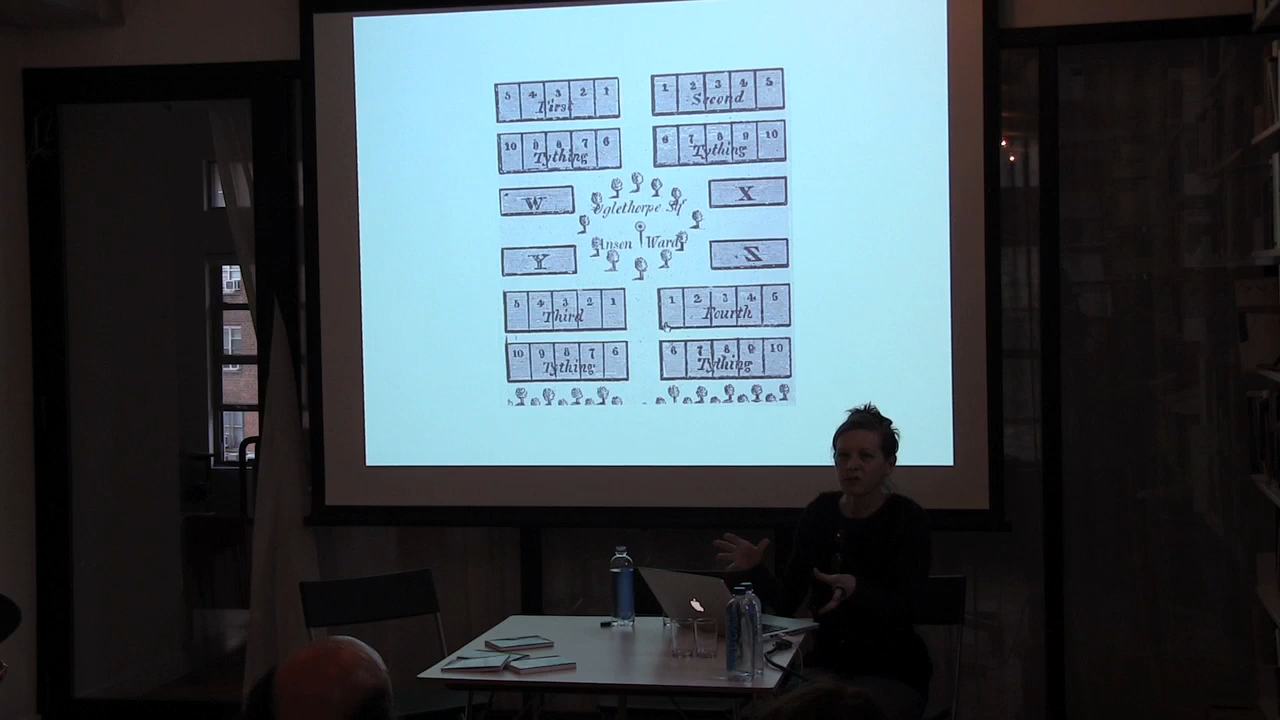 5 4 3 2 1
First
1 2 3 4 5
Second
10 9 8 7 6
Tything
6 7 8 9 10
Tything
W
X
Oglethorpe Sq
Anson Ward
Y
Z
5 4 3 2 1
Third
1 2 3 4 5
Fourth
10 9 8 7 6
Tything
6 7 8 9 10
Tything